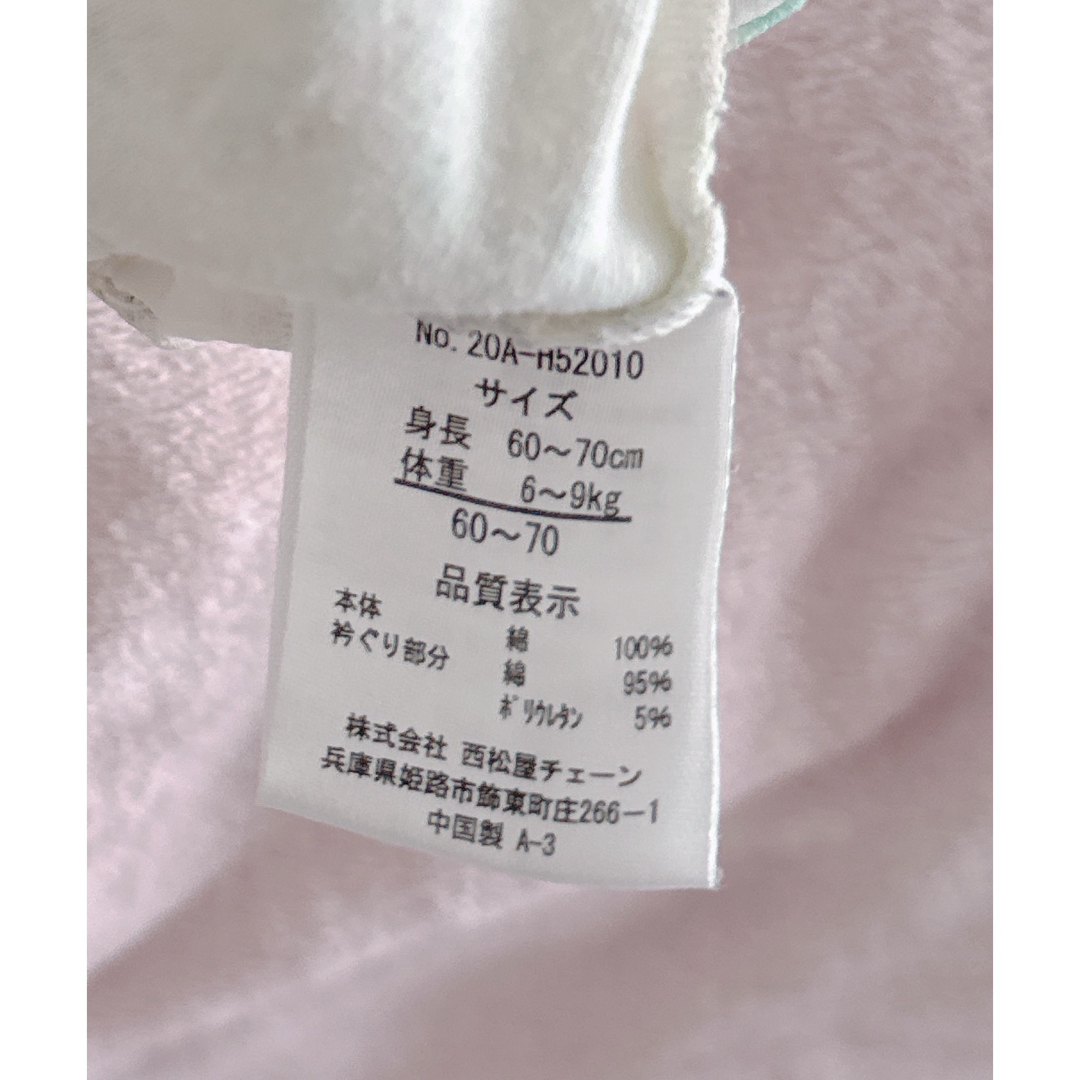 No. 20A-H52010
サイズ
身長 60～70cm
体重 6～9kg
60～70
品質表示
本体 綿 100%
衿ぐり部分 綿 95%
ポリウレタン 5%
株式会社 西松屋チェーン
兵庫県姫路市飾東町庄266－1
中国製 A-3